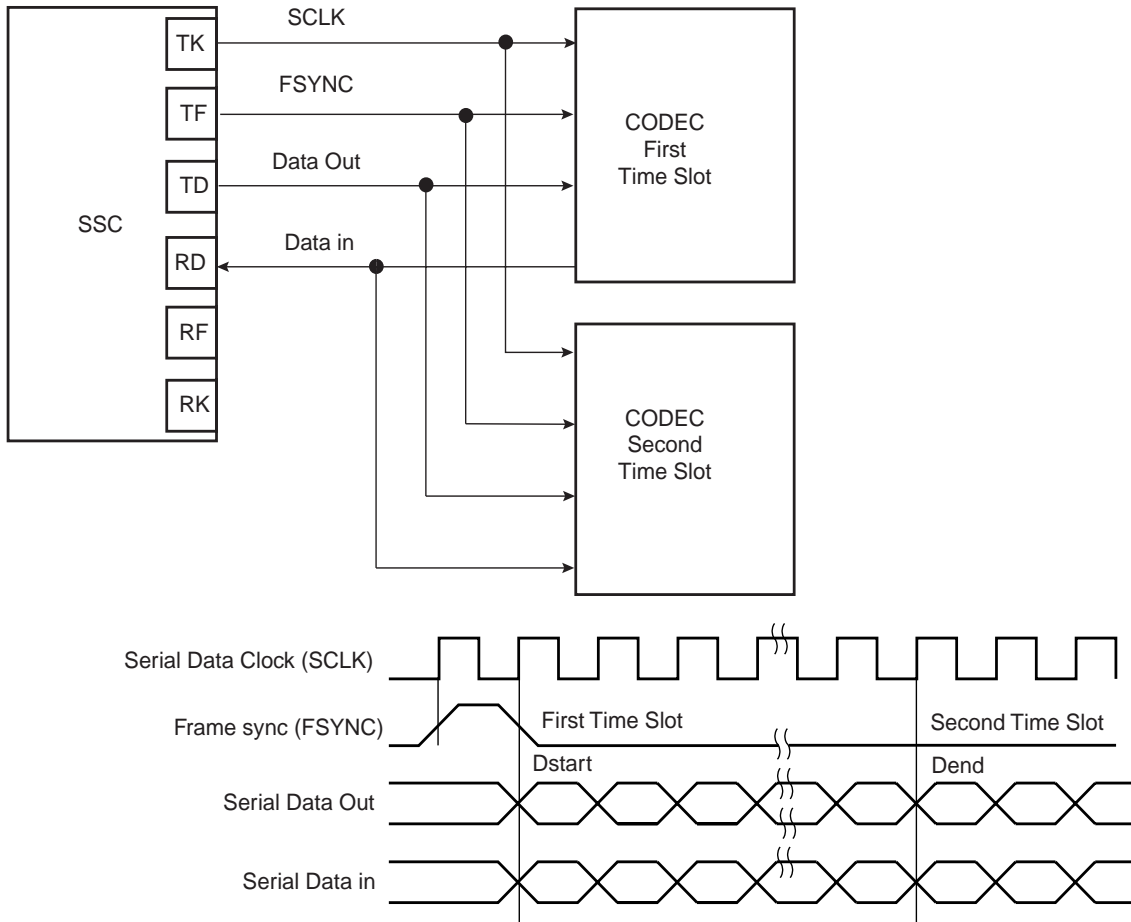 SCLK
TK
FSYNC
TF
CODEC
First
Time Slot
Data Out
TD
SSC
Data in
RD
RF
RK
CODEC
Second
Time Slot
Serial Data Clock (SCLK)
Frame sync (FSYNC)
First Time Slot
Second Time Slot
Dstart
Dend
Serial Data Out
Serial Data in